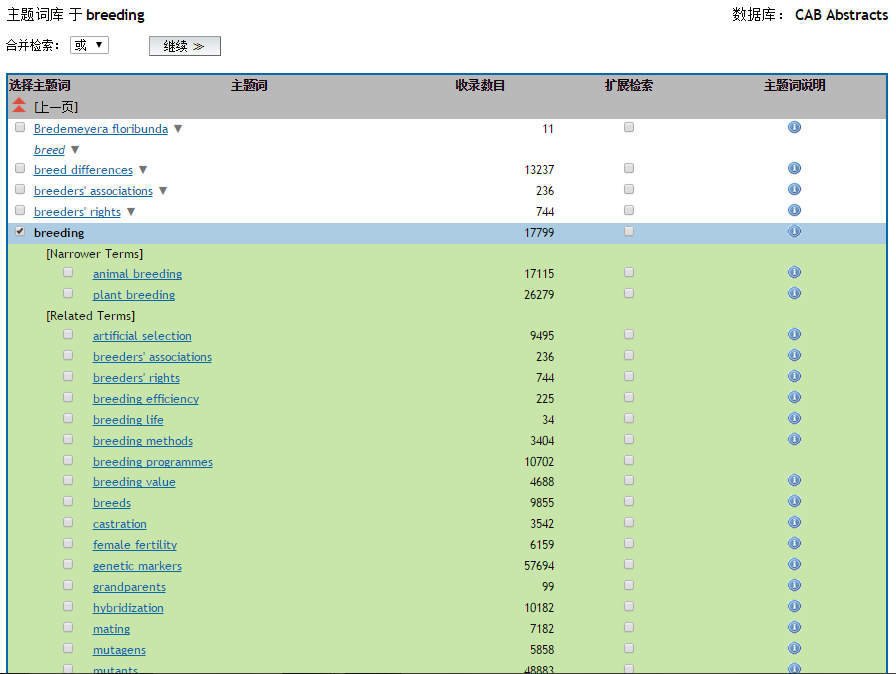 主题词库 于 breeding 数据库： CAB Abstracts
合并检索： 或 ▼ 继续 ≫
选择主题词 主题词 收录数目 扩展检索 主题词说明
[上一页]
Bredemeyera floribunda ▼ 11
breed ▼
breed differences ▼ 13237
breeders' associations ▼ 236
breeders' rights ▼ 744
breeding 17799
[Narrower Terms]
animal breeding 17115
plant breeding 26279
[Related Terms]
artificial selection 9495
breeders' associations 236
breeders' rights 744
breeding efficiency 225
breeding life 34
breeding methods 3404
breeding programmes 10702
breeding value 4688
breeds 9855
castration 3542
female fertility 6159
genetic markers 57694
grandparents 99
hybridization 10182
mating 7182
mutagens 5858
mutants 48883